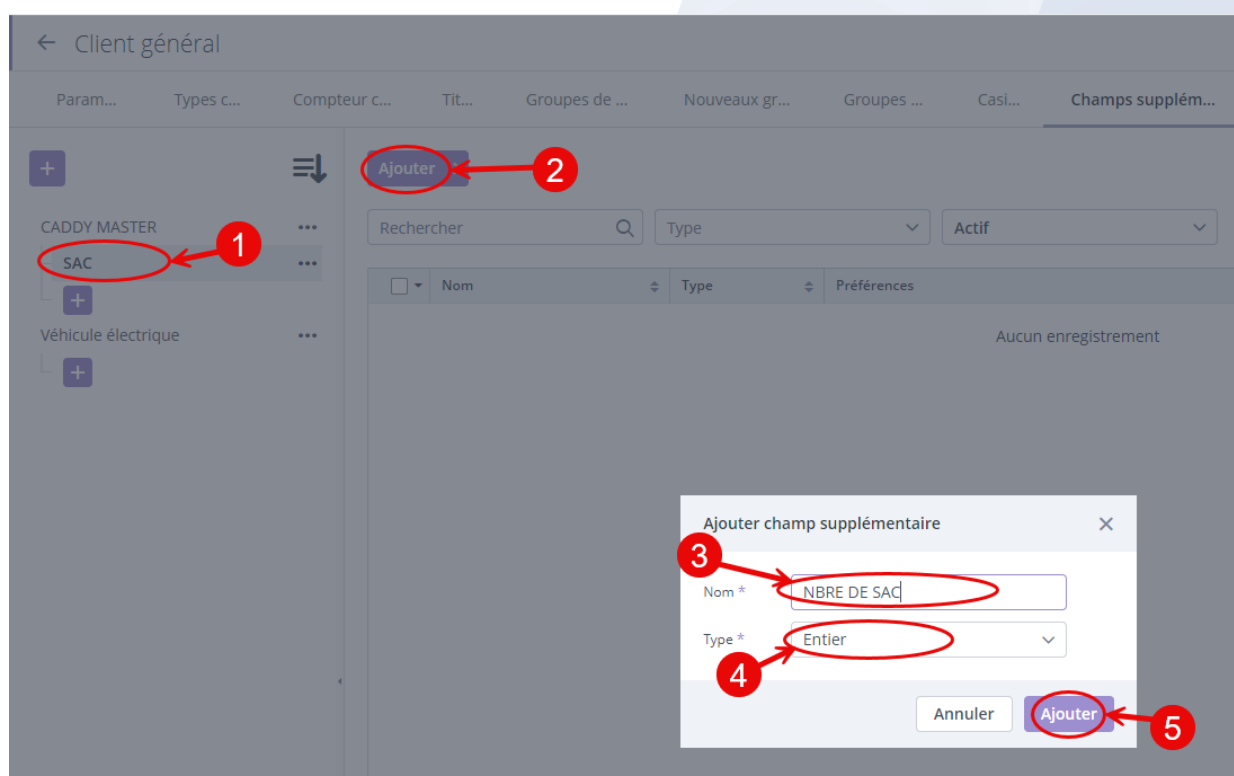 Client général
Param... Types c... Compteur c... Tit... Groupes de ... Nouveaux gr... Groupes ... Casi... Champs supplém...
Ajouter
2
CADDY MASTER
1
Rechercher Type Actif
SAC
Nom Type Préférences
Véhicule électrique
Aucun enregistrement
Ajouter champ supplémentaire
3
Nom * NBRE DE SAC
Type * Entier
4
Annuler Ajouter
5